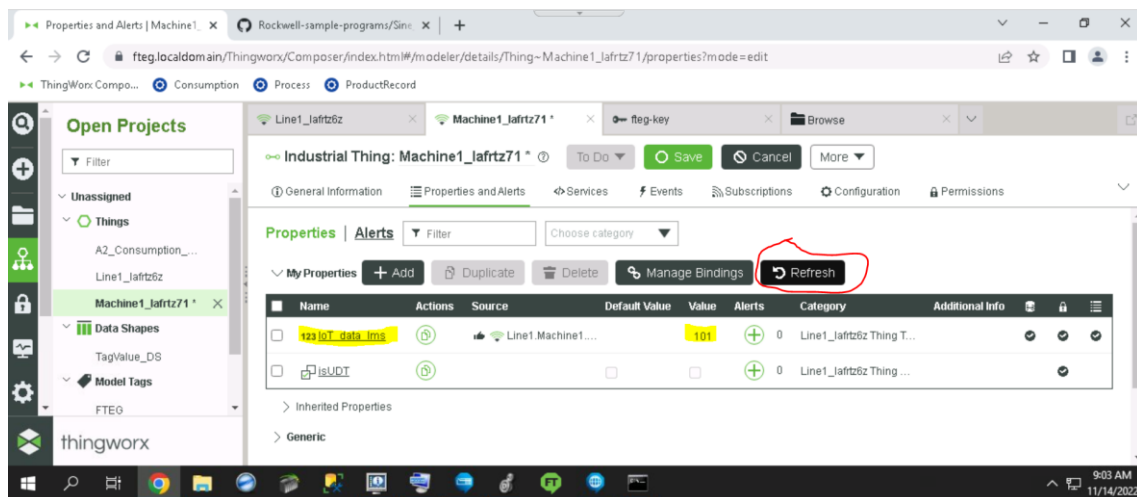 Properties and Alerts | Machine1_
Rockwell-sample-programs/Sine
fteg.localdomain/Thingworx/Composer/index.html#/modeler/details/Thing~Machine1_lafrtz71/properties?mode=edit
ThingWorx Compo... Consumption Process ProductRecord
Open Projects
Filter
Unassigned
Things
A2_Consumption_...
Line1_lafrtz6z
Machine1_lafrtz71 *
Data Shapes
TagValue_DS
Model Tags
FTEG
thingworx
Line1_lafrtz6z Machine1_lafrtz71 * fteg-key Browse
Industrial Thing: Machine1_lafrtz71 * To Do Save Cancel More
General Information Properties and Alerts Services Events Subscriptions Configuration Permissions
Properties | Alerts Filter Choose category
My Properties Add Duplicate Delete Manage Bindings Refresh
Name Actions Source Default Value Value Alerts Category Additional Info
123 IoT_data_Ims Line1.Machine1.... 101 0 Line1_lafrtz6z Thing T...
isUDT 0 Line1_lafrtz6z Thing ...
Inherited Properties
Generic
9:03 AM